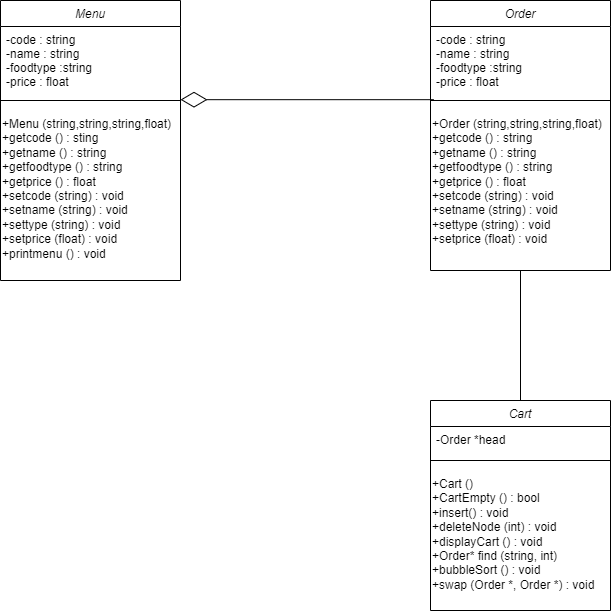 Menu
-code : string
-name : string
-foodtype :string
-price : float
+Menu (string,string,string,float)
+getcode () : sting
+getname () : string
+getfoodtype () : string
+getprice () : float
+setcode (string) : void
+setname (string) : void
+settype (string) : void
+setprice (float) : void
+printmenu () : void
Order
-code : string
-name : string
-foodtype :string
-price : float
+Order (string,string,string,float)
+getcode () : string
+getname () : string
+getfoodtype () : string
+getprice () : float
+setcode (string) : void
+setname (string) : void
+settype (string) : void
+setprice (float) : void
Cart
-Order *head
+Cart ()
+CartEmpty () : bool
+insert() : void
+deleteNode (int) : void
+displayCart () : void
+Order* find (string, int)
+bubbleSort () : void
+swap (Order *, Order *) : void